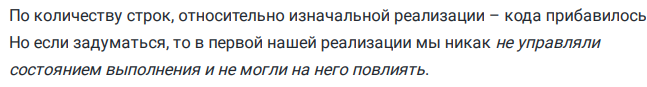 По количеству строк, относительно изначальной реализации – кода прибавилось
Но если задуматься, то в первой нашей реализации мы никак не управляли
состоянием выполнения и не могли на него повлиять.